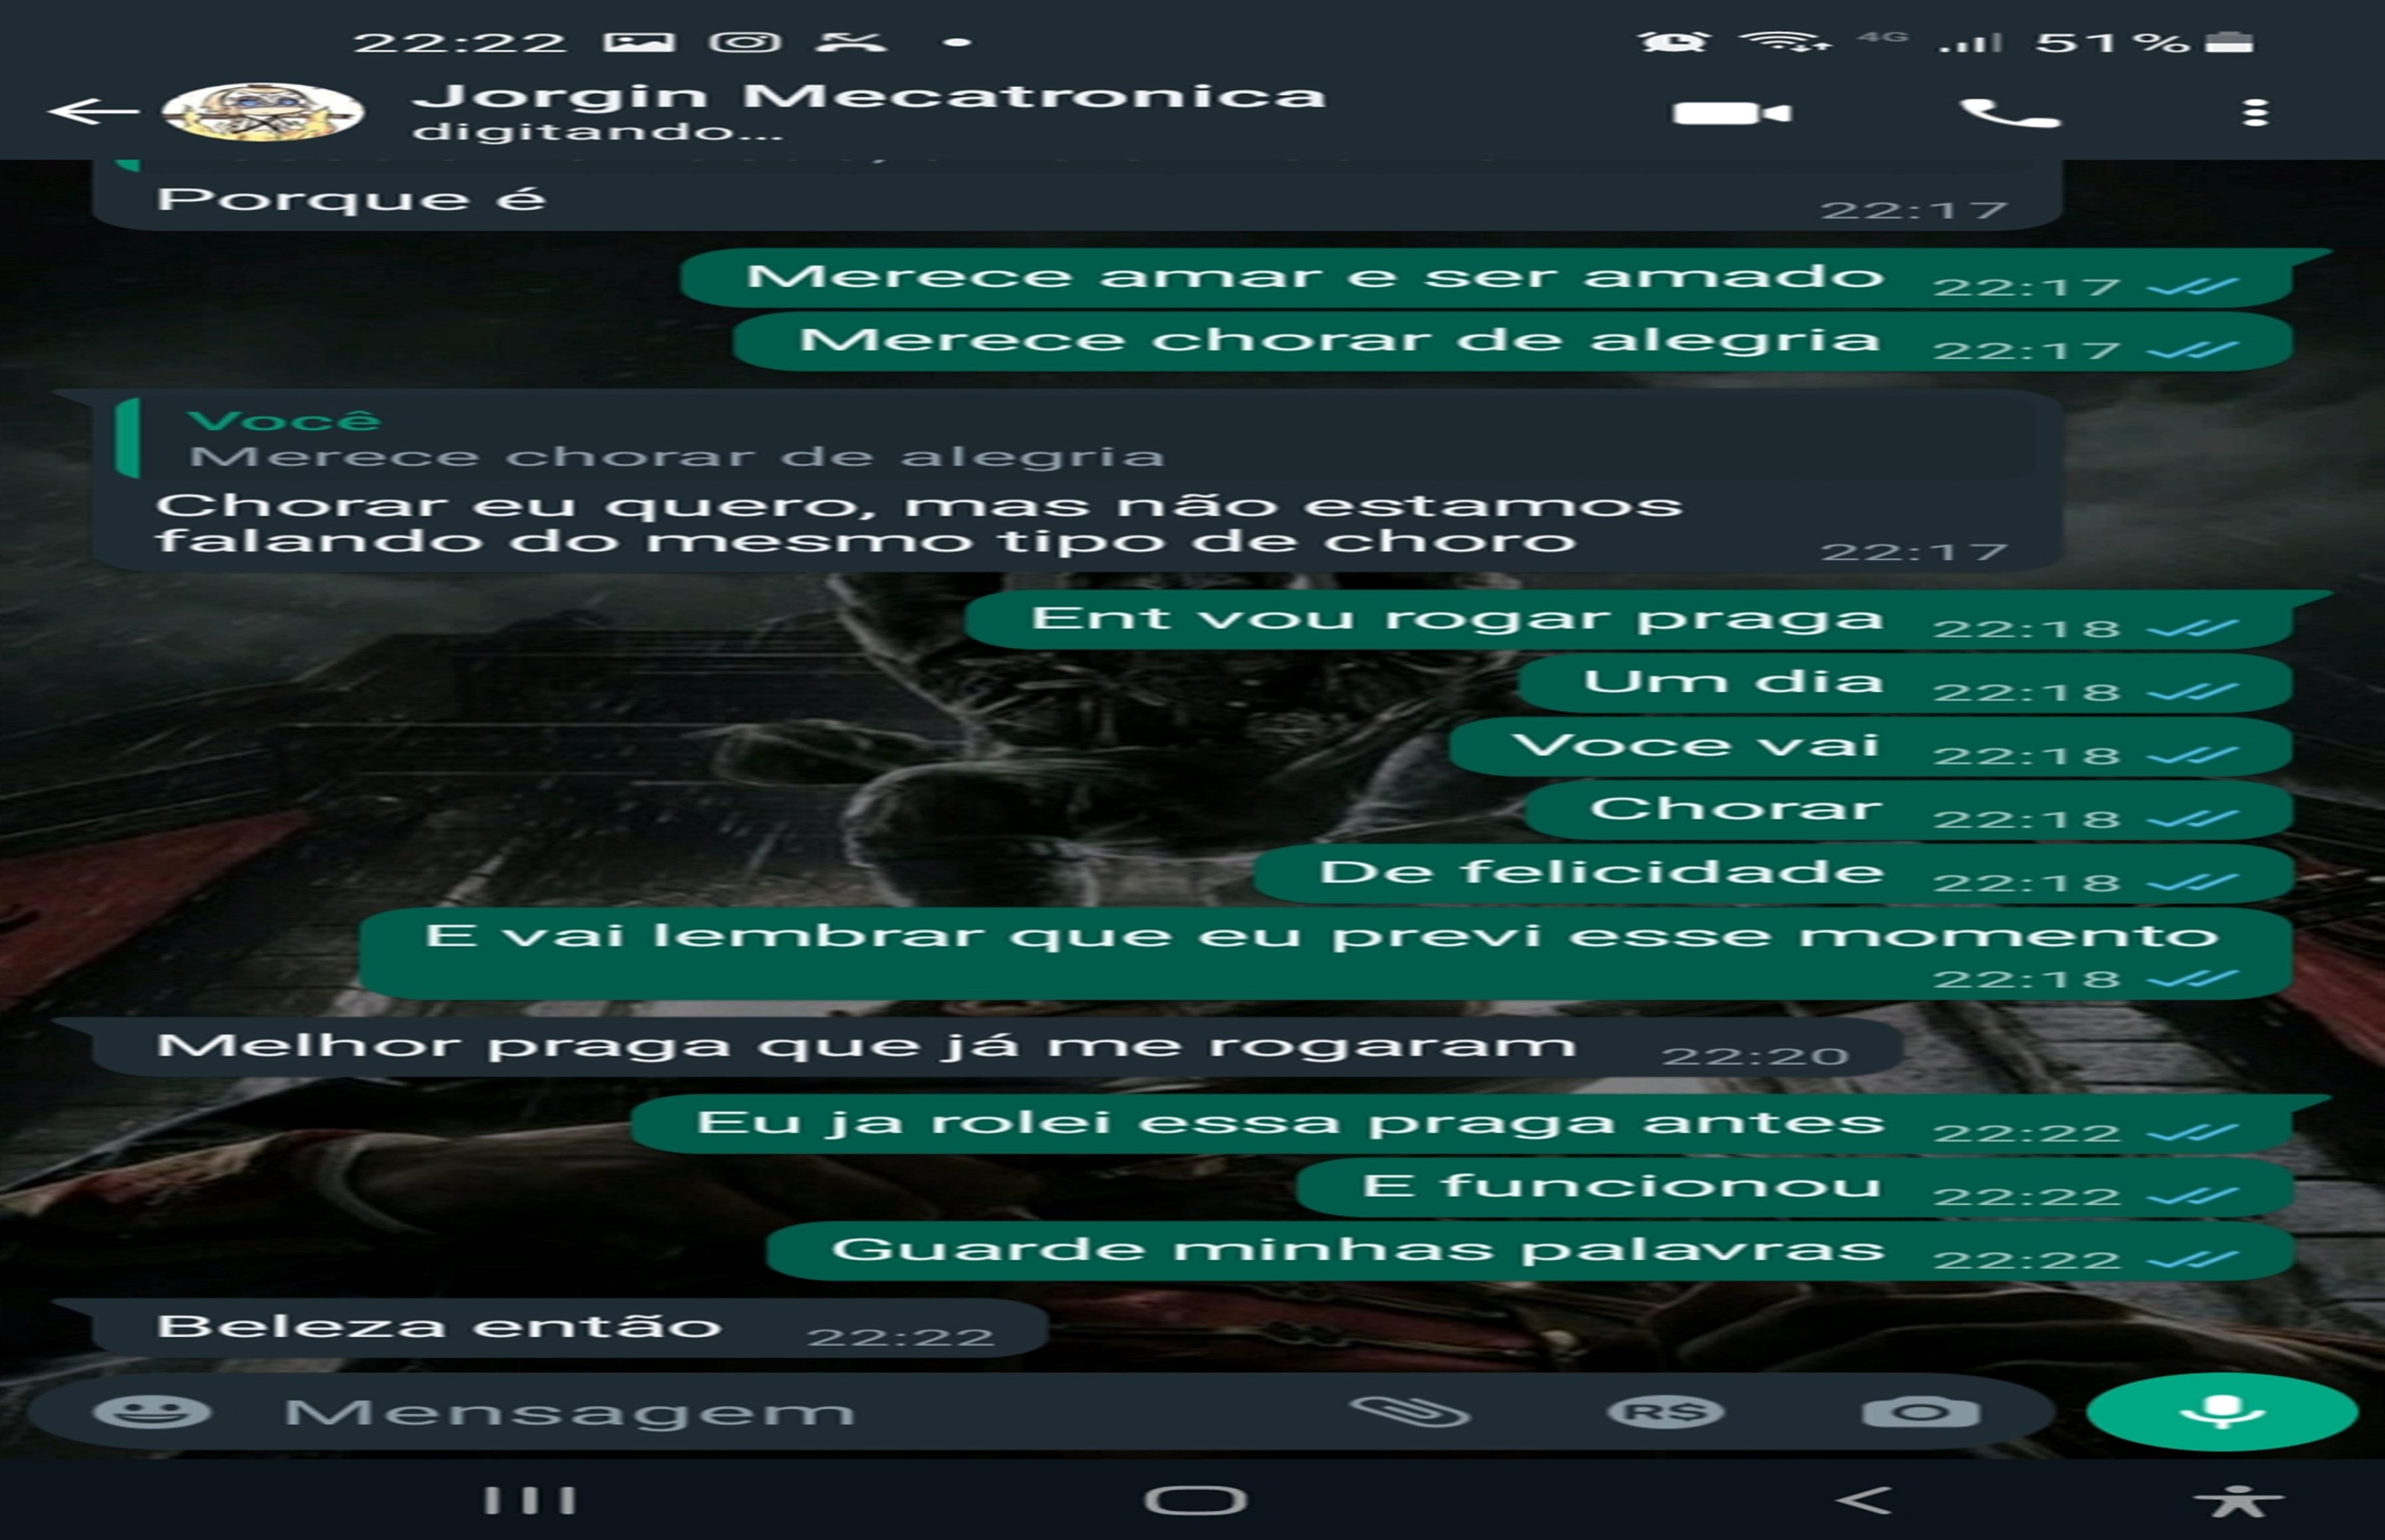 22:22 4G 51%
Jorgin Mecatronica
digitando...
Porque é 22:17
Merece amar e ser amado 22:17
Merece chorar de alegria 22:17
Você
Merece chorar de alegria
Chorar eu quero, mas não estamos
falando do mesmo tipo de choro 22:17
Ent vou rogar praga 22:18
Um dia 22:18
Voce vai 22:18
Chorar 22:18
De felicidade 22:18
E vai lembrar que eu previ esse momento
22:18
Melhor praga que já me rogaram 22:20
Eu ja rolei essa praga antes 22:22
E funcionou 22:22
Guarde minhas palavras 22:22
Beleza então 22:22
Mensagem R$